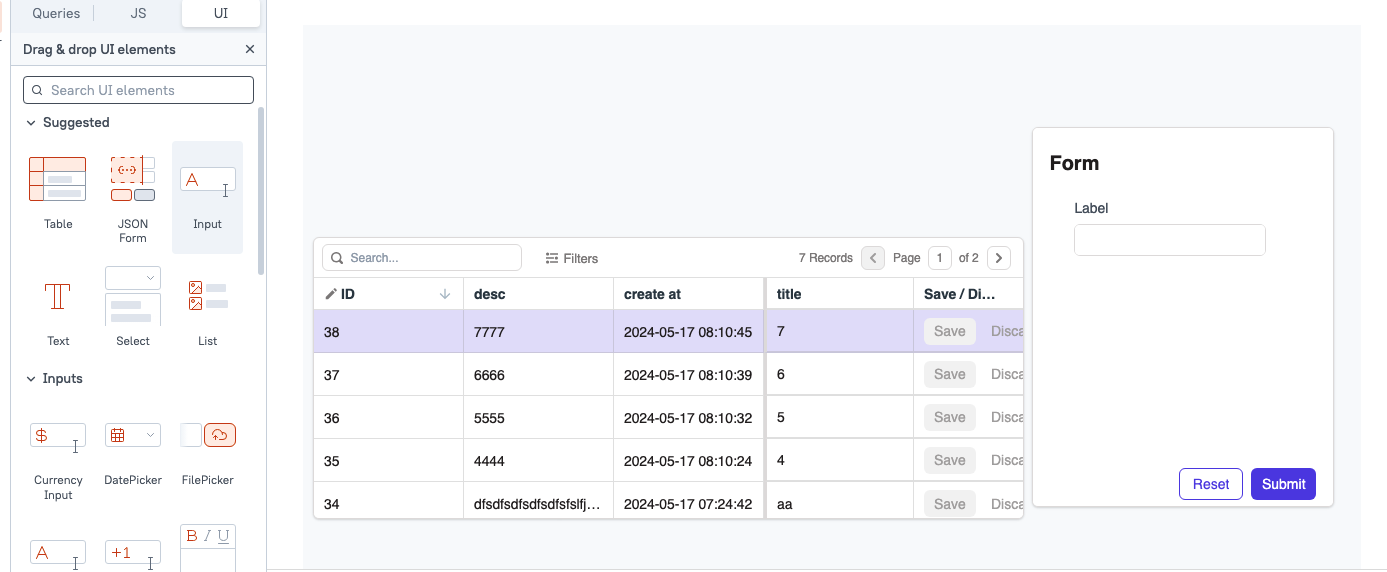 Queries JS UI
Drag & drop UI elements
Search UI elements
Suggested
A
Table
JSON Form
Input
Text
Select
List
Inputs
$
Currency Input
DatePicker
FilePicker
A
+1
B I U
Search...
Filters
7 Records
Page 1 of 2
ID desc create at title Save / Di...
38 7777 2024-05-17 08:10:45 7 Save Disca
37 6666 2024-05-17 08:10:39 6 Save Disca
36 5555 2024-05-17 08:10:32 5 Save Disca
35 4444 2024-05-17 08:10:24 4 Save Disca
34 dfsdfsdfsdfsdfsfslfj... 2024-05-17 07:24:42 aa Save Disca
Form
Label
Reset Submit